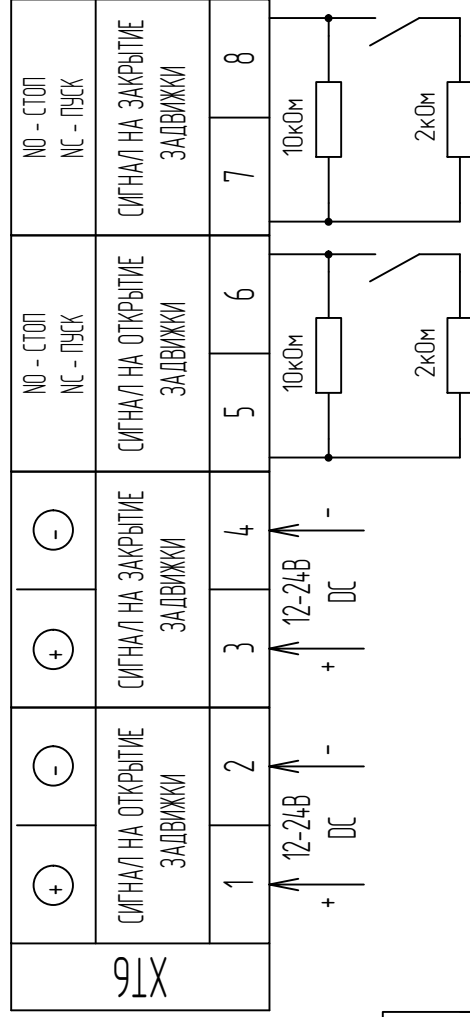 ХТ6
+
-
+
-
NO - СТОП
NC - ПУСК
NO - СТОП
NC - ПУСК
СИГНАЛ НА ОТКРЫТИЕ
ЗАДВИЖКИ
СИГНАЛ НА ЗАКРЫТИЕ
ЗАДВИЖКИ
СИГНАЛ НА ОТКРЫТИЕ
ЗАДВИЖКИ
СИГНАЛ НА ЗАКРЫТИЕ
ЗАДВИЖКИ
1 2 3 4 5 6 7 8
+ 12-24В -
DC
+ 12-24В -
DC
10кОм
2кОм
10кОм
2кОм